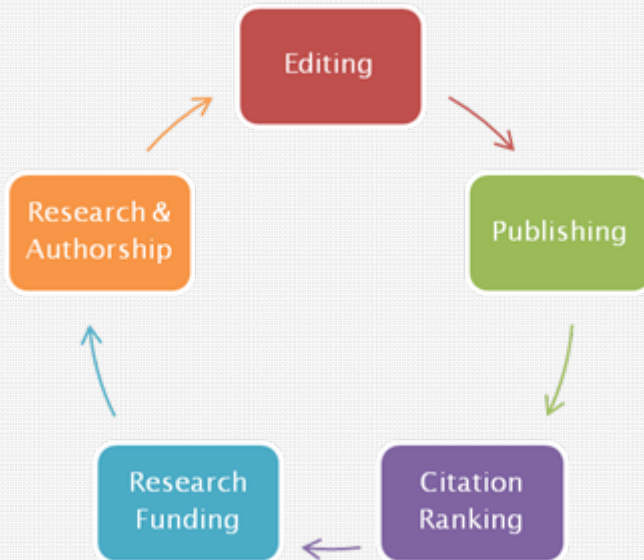 Editing
Publishing
Citation
Ranking
Research
Funding
Research &
Authorship